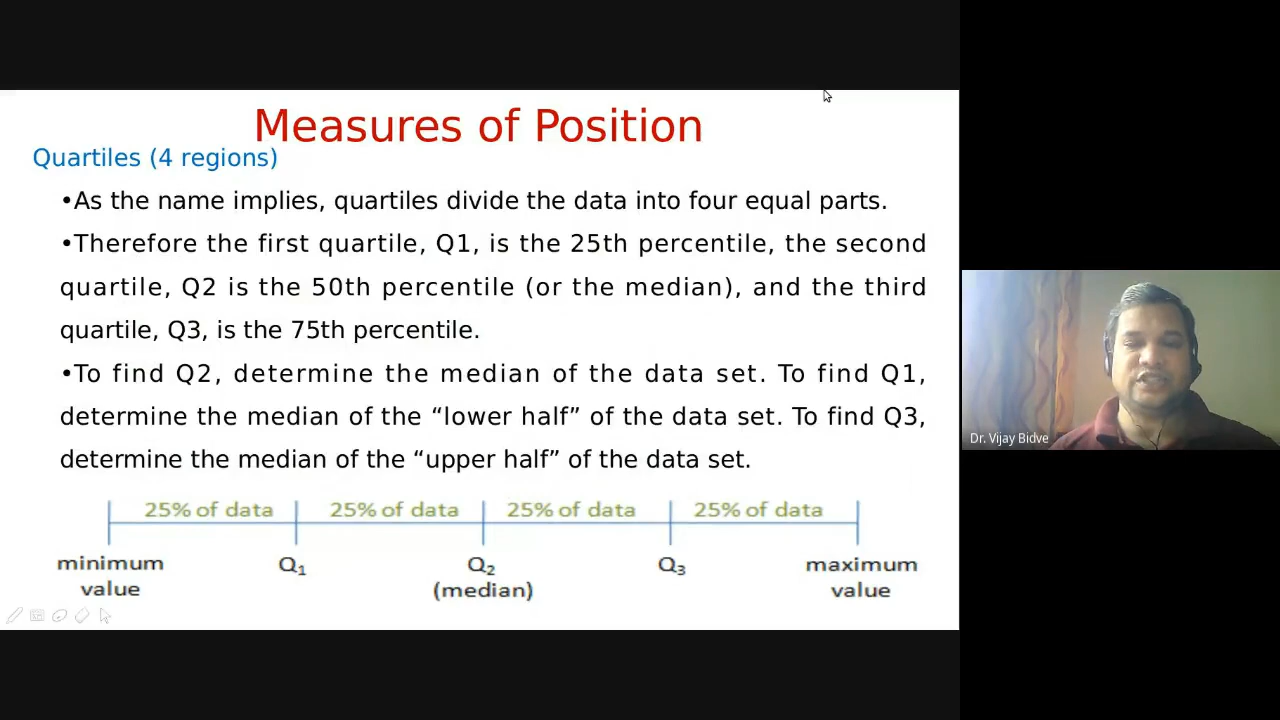 Measures of Position
Quartiles (4 regions)
•As the name implies, quartiles divide the data into four equal parts.
•Therefore the first quartile, Q1, is the 25th percentile, the second
quartile, Q2 is the 50th percentile (or the median), and the third
quartile, Q3, is the 75th percentile.
•To find Q2, determine the median of the data set. To find Q1,
determine the median of the “lower half” of the data set. To find Q3,
determine the median of the “upper half” of the data set.
25% of data 25% of data 25% of data 25% of data
minimum Q₁ Q₂ Q₃ maximum
value (median) value
Dr. Vijay Bidve